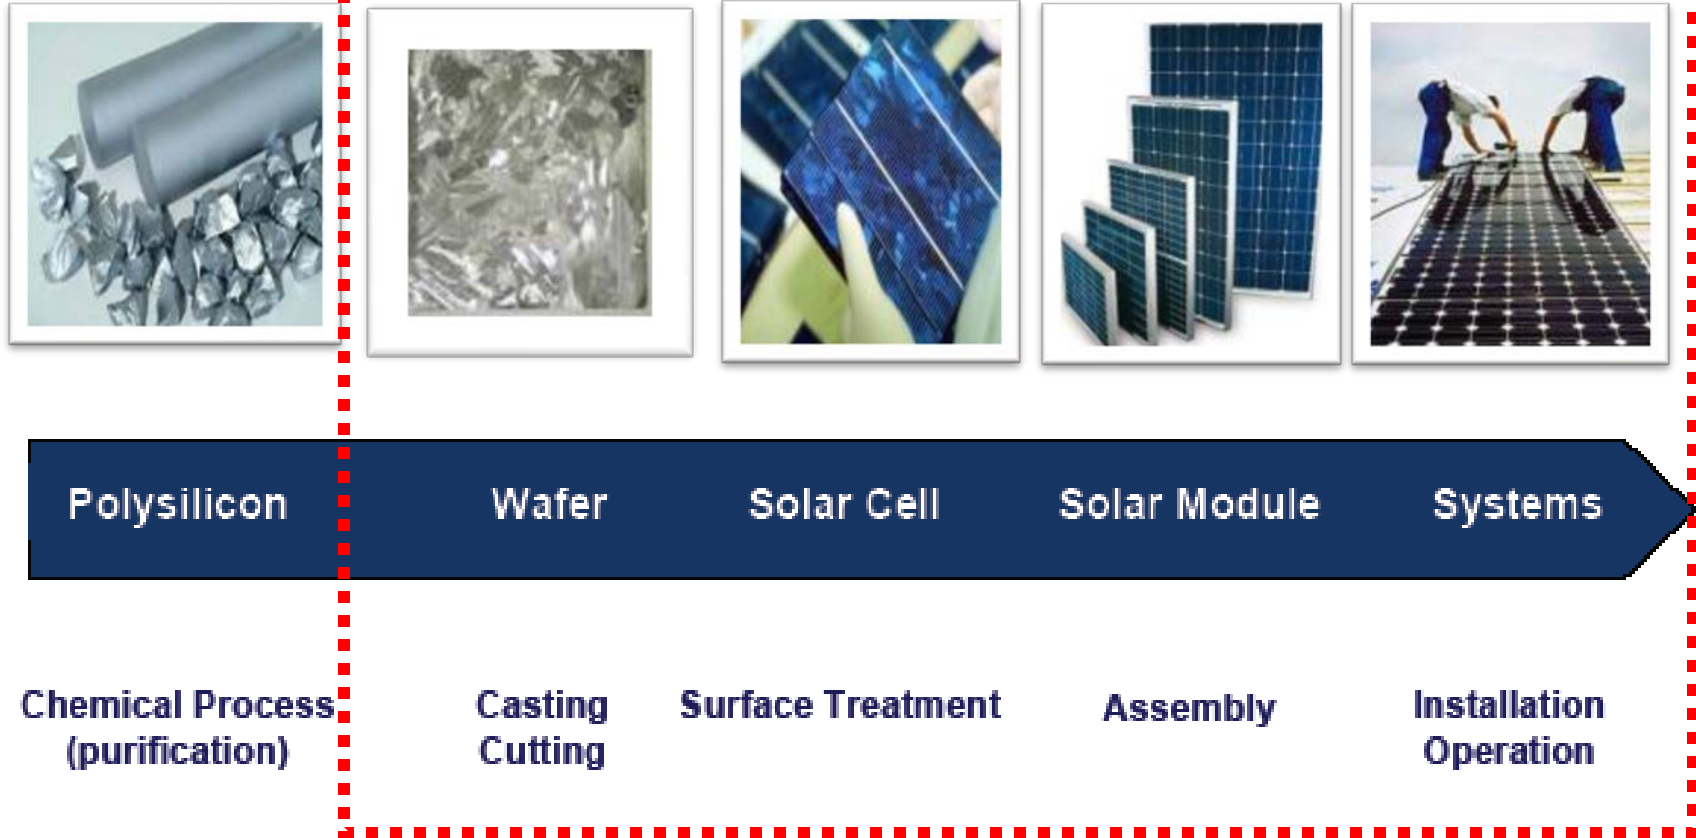 Polysilicon
Wafer
Solar Cell
Solar Module
Systems
Chemical Process
(purification)
Casting
Cutting
Surface Treatment
Assembly
Installation
Operation